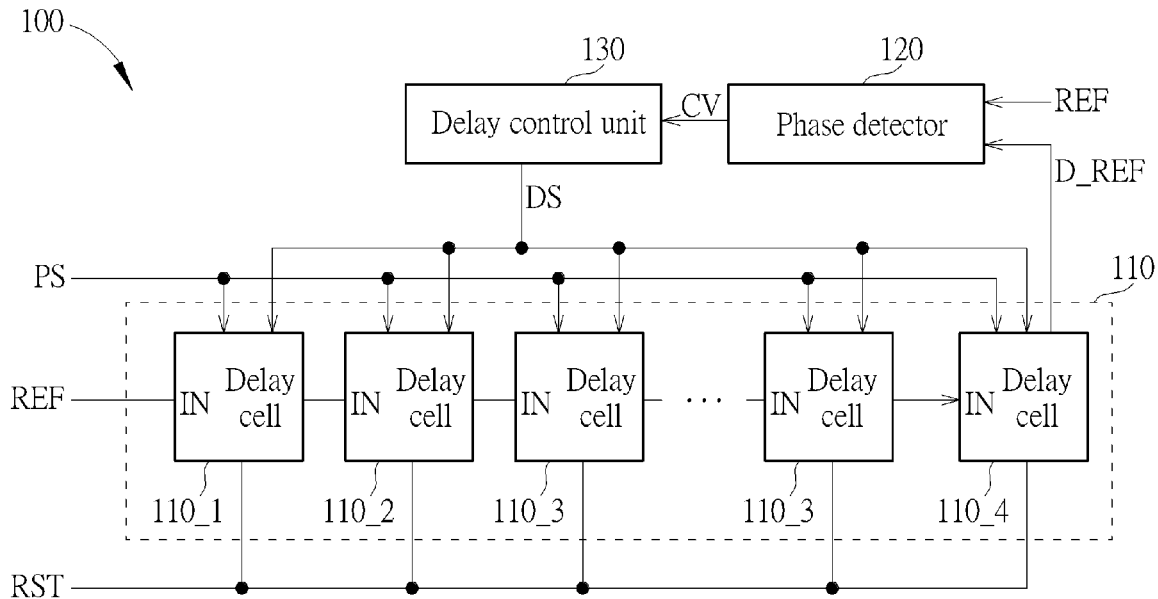 100
130
120
Delay control unit
CV
Phase detector
REF
D_REF
DS
PS
110
REF
IN Delay cell
IN Delay cell
IN Delay cell
...
IN Delay cell
IN Delay cell
110_1
110_2
110_3
110_3
110_4
RST